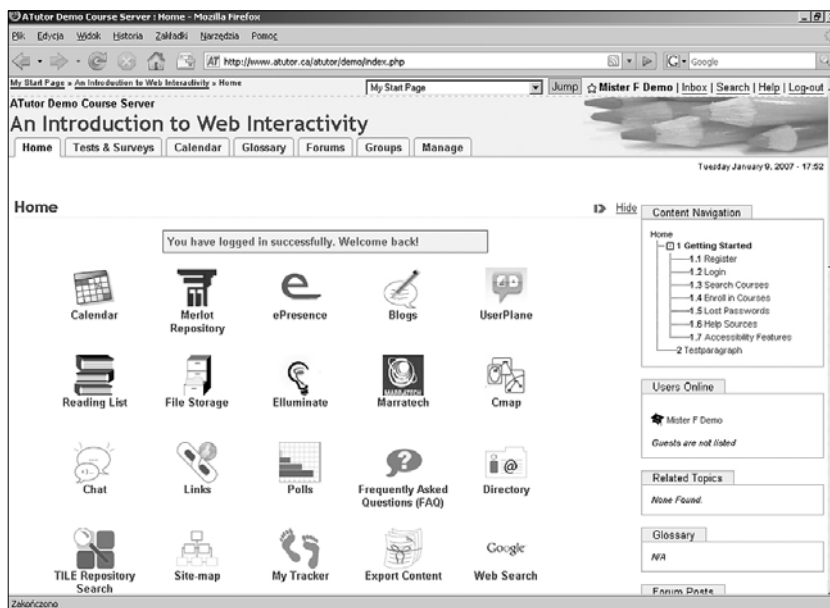 ATutor Demo Course Server : Home - Mozilla Firefox
Plik Edycja Widok Historia Zakładki Narzędzia Pomoc
AT http://www.atutor.ca/atutor/demo/index.php
Google
My Start Page » An Introduction to Web Interactivity » Home
My Start Page
Jump
Mister F Demo | Inbox | Search | Help | Log-out
ATutor Demo Course Server
An Introduction to Web Interactivity
Home Tests & Surveys Calendar Glossary Forums Groups Manage
Tuesday January 9, 2007 - 17:52
Home
Hide
You have logged in successfully. Welcome back!
Calendar
Merlot
Repository
ePresence
Blogs
UserPlane
Reading List
File Storage
Elluminate
MARRATECH
Marratech
Cmap
Chat
Links
Polls
Frequently Asked
Questions (FAQ)
Directory
TILE Repository
Search
Site-map
My Tracker
Export Content
Google
Web Search
Content Navigation
Home
1 Getting Started
1.1 Register
1.2 Login
1.3 Search Courses
1.4 Enroll in Courses
1.5 Lost Passwords
1.6 Help Sources
1.7 Accessibility Features
2 Testparagraph
Users Online
Mister F Demo
Guests are not listed
Related Topics
None Found.
Glossary
N/A
Forum Posts
Zakończono